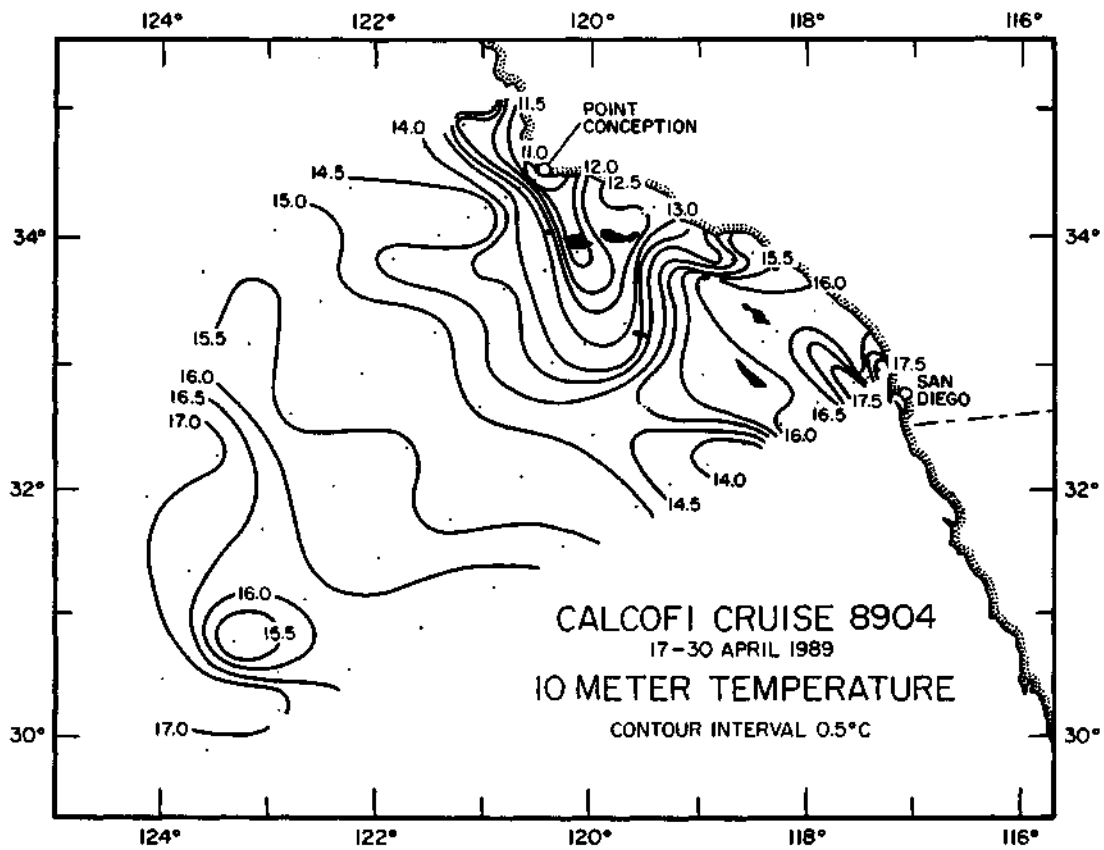 124° 122° 120° 118° 116°
11.5
POINT
CONCEPTION
14.0
11.0
12.0
14.5
12.5
15.0
13.0
34° 34°
15.5
16.0
15.5
17.5
16.0
SAN
DIEGO
16.5
17.5
16.5
17.0
16.0
14.0
32° 32°
14.5
16.0
15.5
CALCOFI CRUISE 8904
17-30 APRIL 1989
10 METER TEMPERATURE
17.0
CONTOUR INTERVAL 0.5°C
30° 30°
124° 122° 120° 118° 116°